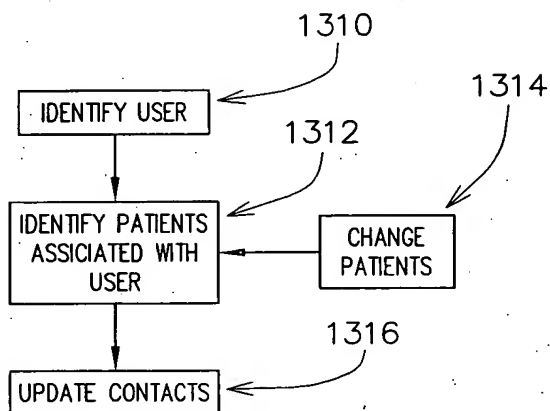 1310
IDENTIFY USER
1314
1312
IDENTIFY PATIENTS
ASSICIATED WITH
USER
CHANGE
PATIENTS
1316
UPDATE CONTACTS